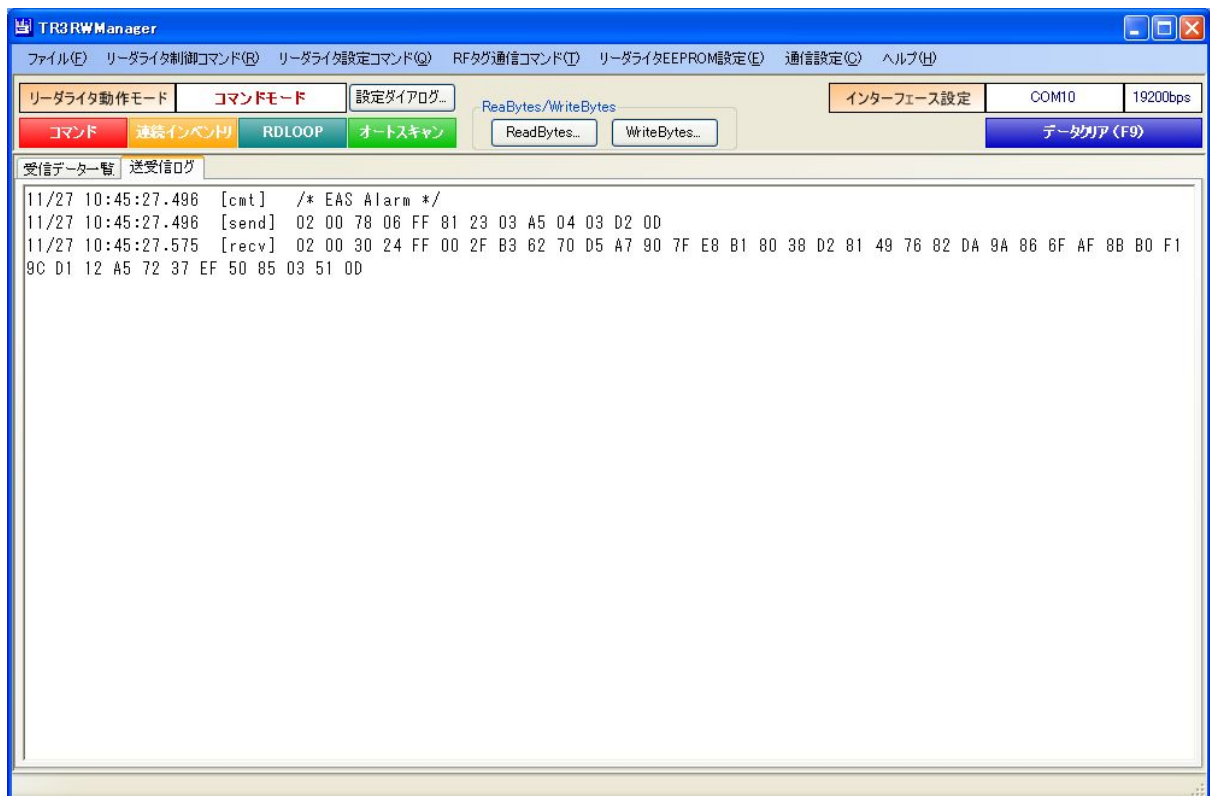 TR3RWManager
ファイル(F) リーダライタ制御コマンド(R) リーダライタ設定コマンド(Q) RFタグ通信コマンド(T) リーダライタEEPROM設定(E) 通信設定(C) ヘルプ(H)
リーダライタ動作モード コマンドモード 設定ダイアログ... ReaBytes/WriteBytes インターフェース設定 COM10 19200bps
コマンド 連続インベントリ RDLOOP オートスキャン ReadBytes... WriteBytes... データクリア(F9)
受信データ一覧 送受信ログ
11/27 10:45:27.496 [cmt] /* EAS Alarm */
11/27 10:45:27.496 [send] 02 00 78 06 FF 81 23 03 A5 04 03 D2 0D
11/27 10:45:27.575 [recv] 02 00 30 24 FF 00 2F B3 62 70 D5 A7 90 7F E8 B1 80 38 D2 81 49 76 82 DA 9A 86 6F AF 8B B0 F1
9C D1 12 A5 72 37 EF 50 85 03 51 0D